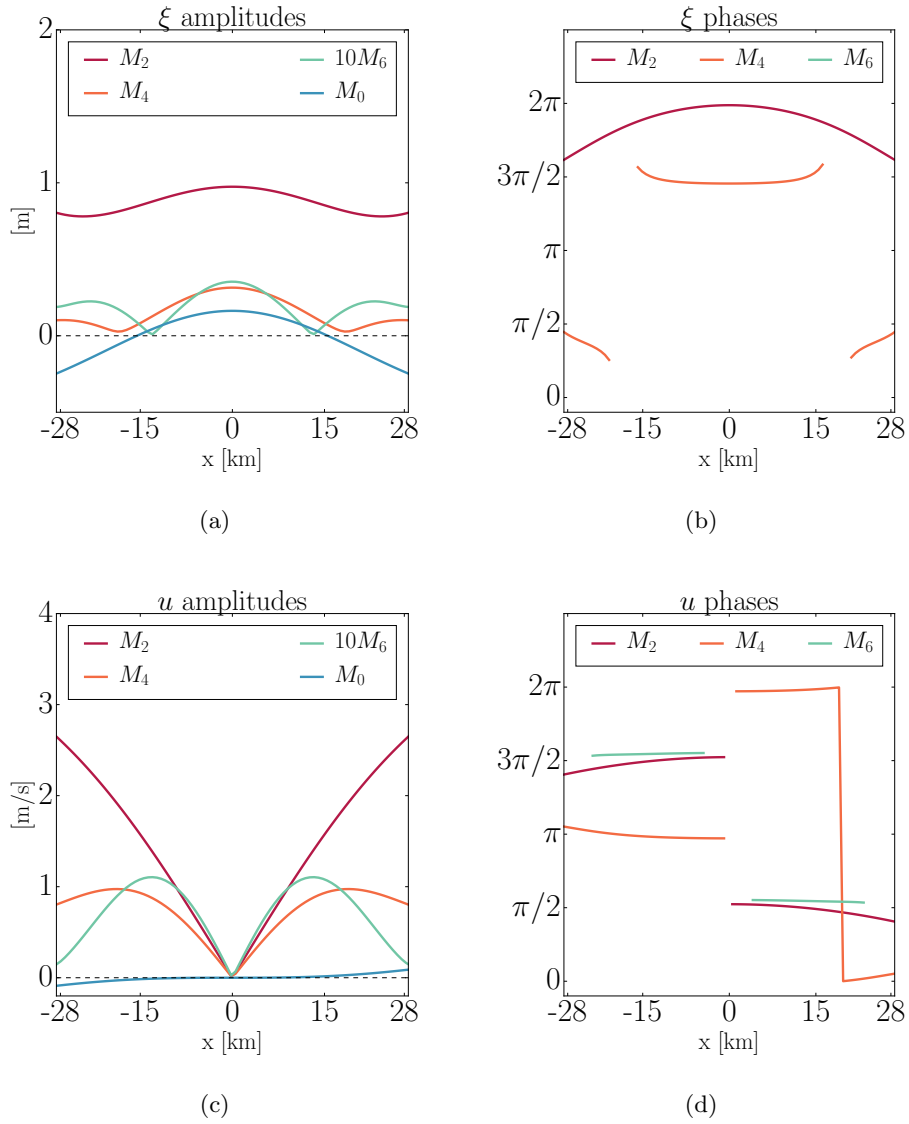 ξ amplitudes
2
1
0
[m]
M₂
M₄
10M₆
M₀
-28 -15 0 15 28
x [km]
(a)
ξ phases
2π
3π/2
π
π/2
0
M₂ M₄ M₆
-28 -15 0 15 28
x [km]
(b)
u amplitudes
4
3
2
1
0
[m/s]
M₂
M₄
10M₆
M₀
-28 -15 0 15 28
x [km]
(c)
u phases
2π
3π/2
π
π/2
0
M₂ M₄ M₆
-28 -15 0 15 28
x [km]
(d)